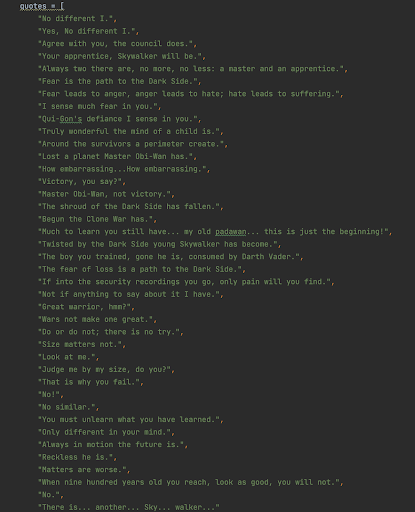 quotes = [
"No different I.",
"Yes, No different I.",
"Agree with you, the council does.",
"Your apprentice, Skywalker will be.",
"Always two there are, no more, no less: a master and an apprentice.",
"Fear is the path to the Dark Side.",
"Fear leads to anger, anger leads to hate; hate leads to suffering.",
"I sense much fear in you.",
"Qui-Gon's defiance I sense in you.",
"Truly wonderful the mind of a child is.",
"Around the survivors a perimeter create.",
"Lost a planet Master Obi-Wan has.",
"How embarrassing...How embarrassing.",
"Victory, you say?",
"Master Obi-Wan, not victory.",
"The shroud of the Dark Side has fallen.",
"Begun the Clone War has.",
"Much to learn you still have... my old padawan... this is just the beginning!",
"Twisted by the Dark Side young Skywalker has become.",
"The boy you trained, gone he is, consumed by Darth Vader.",
"The fear of loss is a path to the Dark Side.",
"If into the security recordings you go, only pain will you find.",
"Not if anything to say about it I have.",
"Great warrior, hmm?",
"Wars not make one great.",
"Do or do not; there is no try.",
"Size matters not.",
"Look at me.",
"Judge me by my size, do you?",
"That is why you fail.",
"No!",
"No similar.",
"You must unlearn what you have learned.",
"Only different in your mind.",
"Always in motion the future is.",
"Reckless he is.",
"Matters are worse.",
"When nine hundred years old you reach, look as good, you will not.",
"No.",
"There is... another... Sky... walker..."